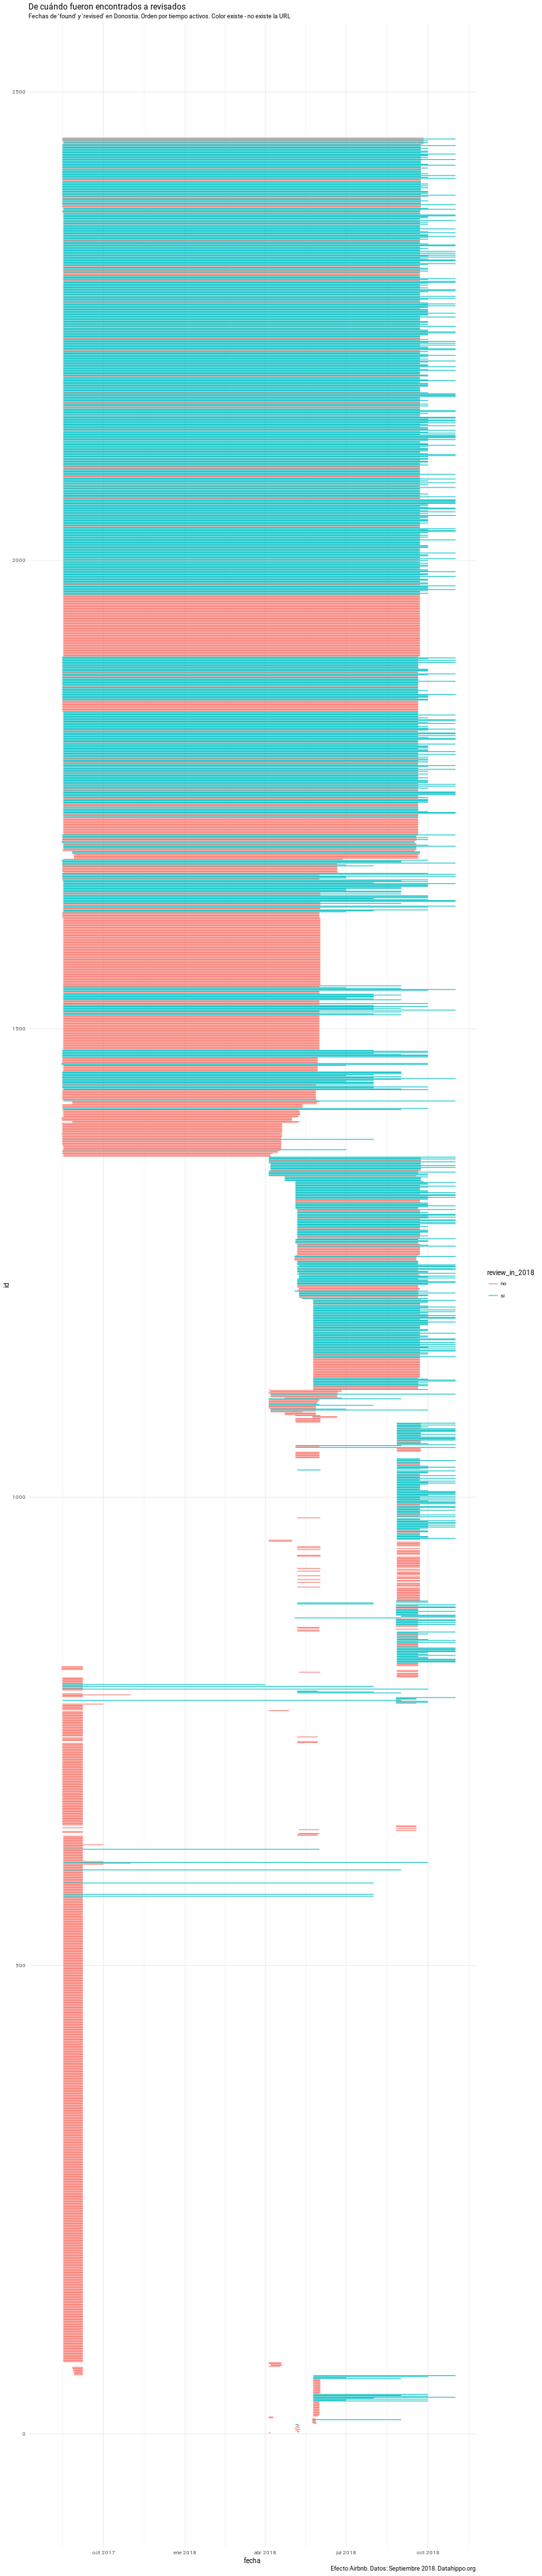 De cuándo fueron encontrados a revisados
Fechas de 'found' y 'revised' en Donostia. Orden por tiempo activos. Color existe - no existe la URL
2500
2000
1500
1000
500
0
id
oct 2017
ene 2018
abr 2018
jul 2018
oct 2018
fecha
review_in_2018
no
si
Efecto Airbnb. Datos: Septiembre 2018. Datahippo.org